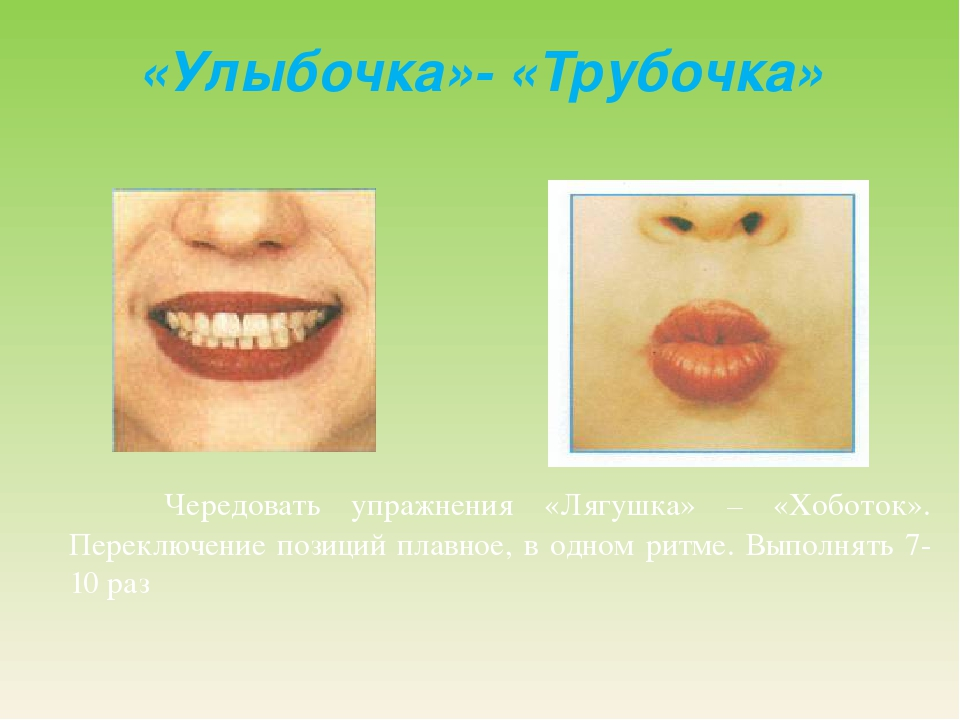 «Улыбочка»- «Трубочка»
Чередовать упражнения «Лягушка» – «Хоботок».
Переключение позиций плавное, в одном ритме. Выполнять 7-
10 раз